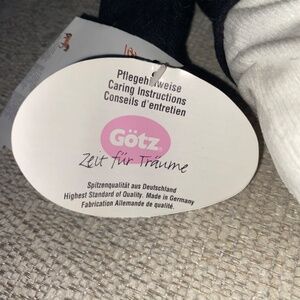 Pflegehinweise
Caring Instructions
Conseils d'entretien
Götz
Zeit für Träume
Spitzenqualität aus Deutschland
Highest Standard of Quality. Made in Germany
Fabrication Allemande de qualité.